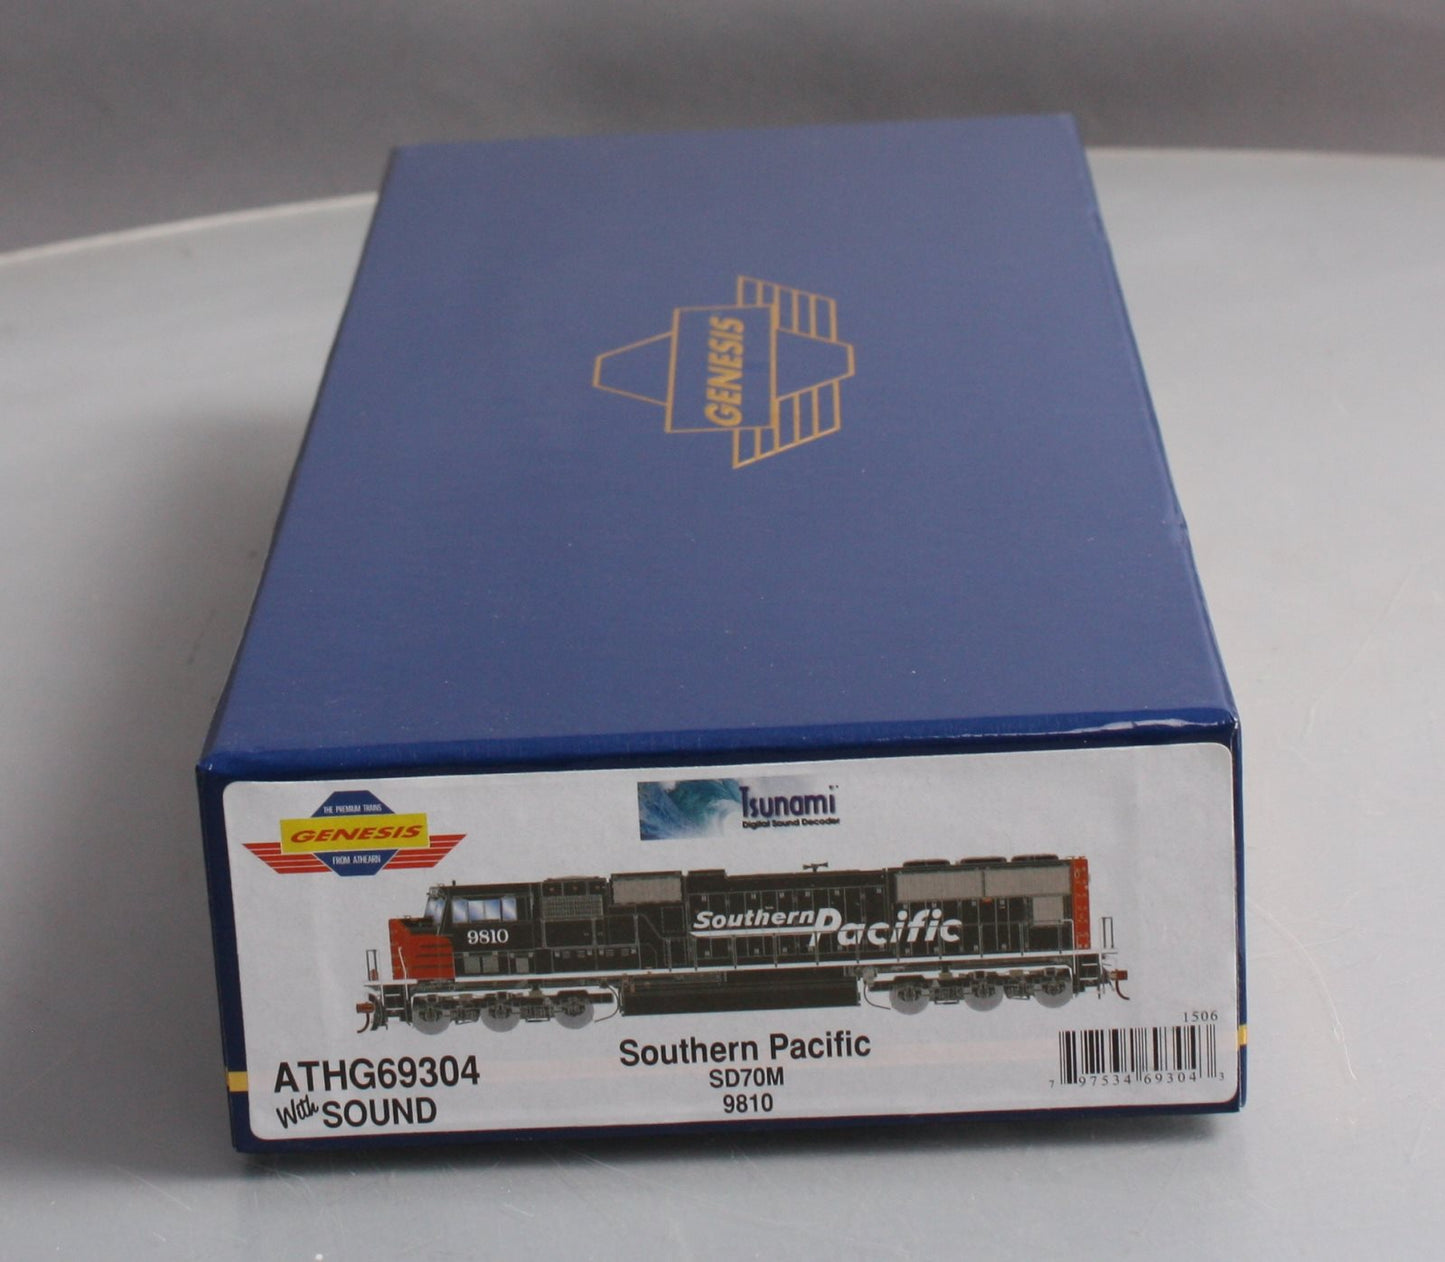 GENESIS
THE PREMIUM TRAINS
GENESIS
FROM ATHEARN
Tsunami™
Digital Sound Decoder
9810
Southern Pacific
ATHG69304
With SOUND
Southern Pacific
SD70M
9810
1506
7 97534 69304 3